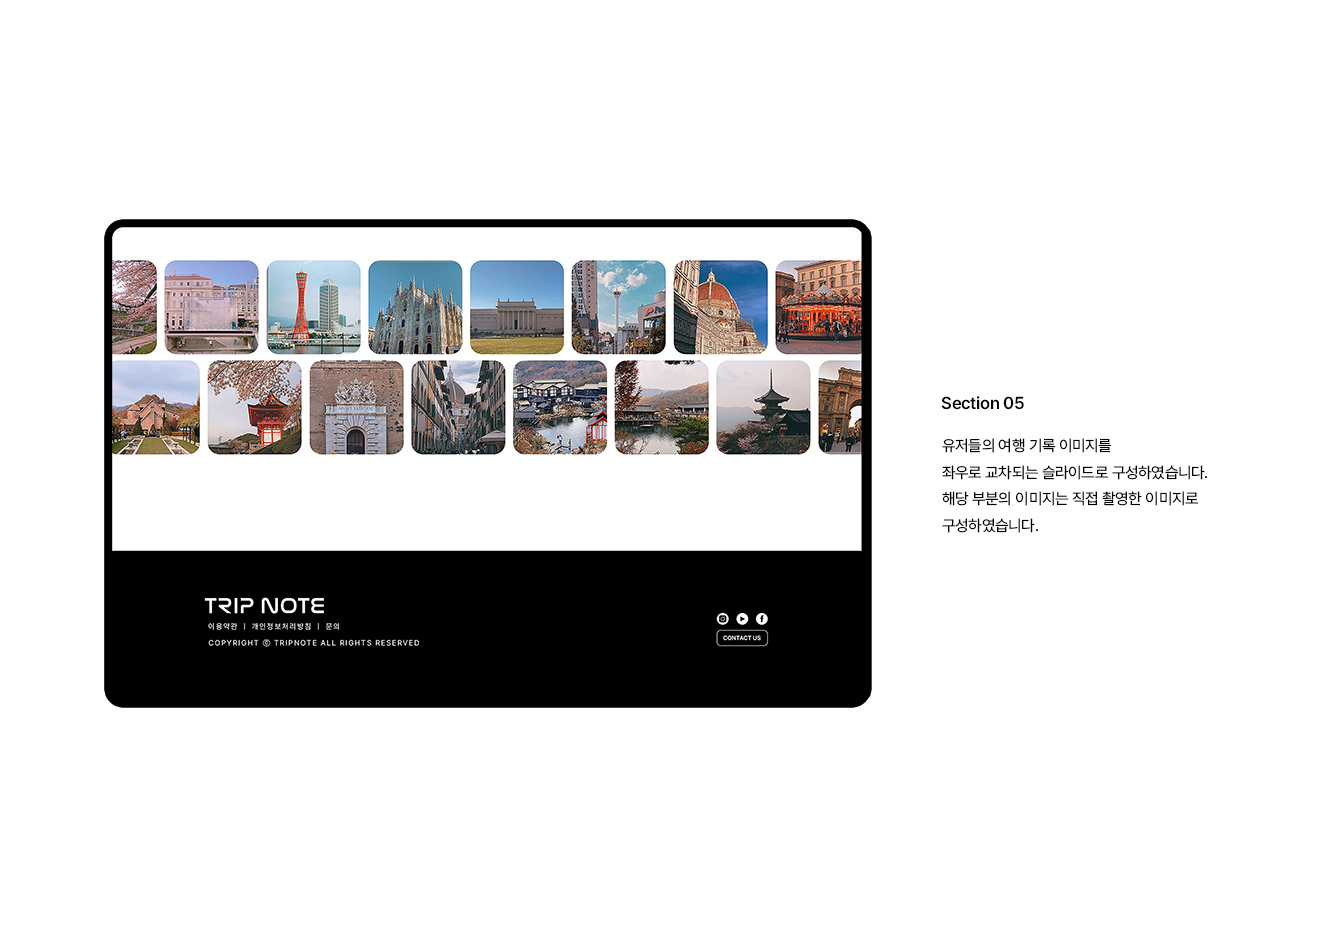 Section 05
유저들의 여행 기록 이미지를
좌우로 교차되는 슬라이드로 구성하였습니다.
해당 부분의 이미지는 직접 촬영한 이미지로
구성하였습니다.
TRIP NOTE
이용약관 | 개인정보처리방침 | 문의
COPYRIGHT ⓒ TRIPNOTE ALL RIGHTS RESERVED
CONTACT US